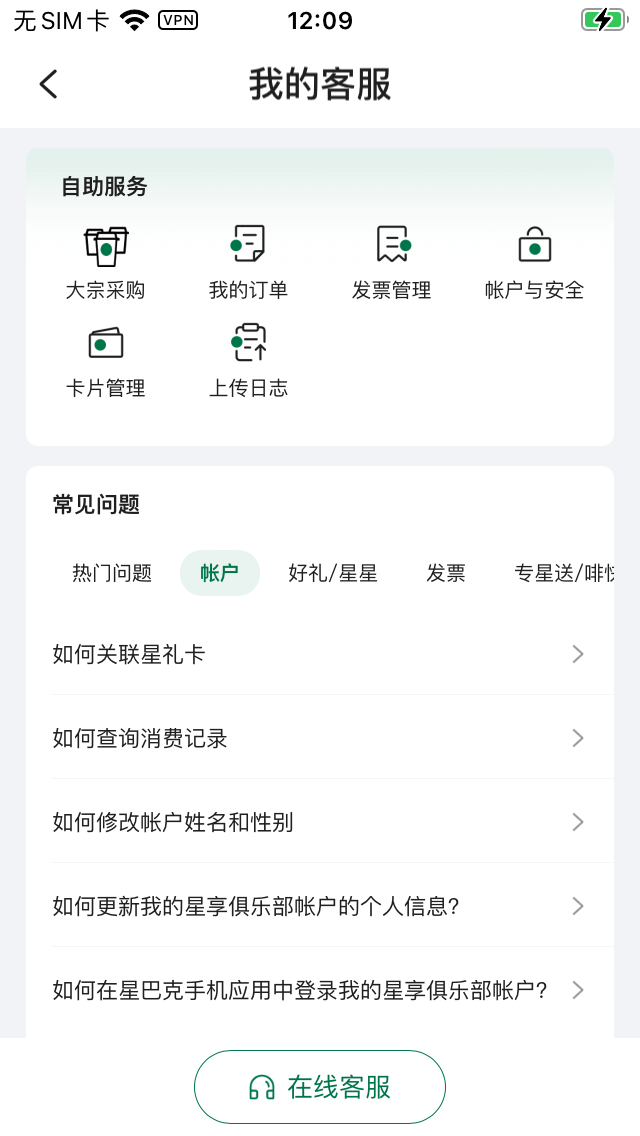 无SIM卡 VPN 12:09
我的客服
自助服务
大宗采购 我的订单 发票管理 帐户与安全
卡片管理 上传日志
常见问题
热门问题 帐户 好礼/星星 发票 专星送/啡快
如何关联星礼卡
如何查询消费记录
如何修改帐户姓名和性别
如何更新我的星享俱乐部帐户的个人信息?
如何在星巴克手机应用中登录我的星享俱乐部帐户?
在线客服